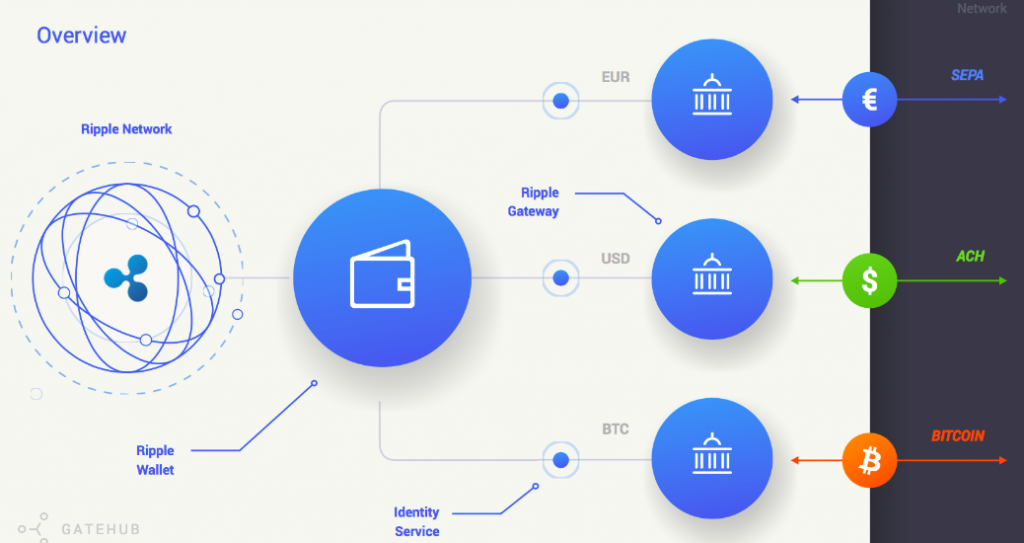 Overview
Network
Ripple Network
EUR
SEPA
€
Ripple
Gateway
USD
ACH
$
BTC
BITCOIN
₿
Ripple
Wallet
Identity
Service
GATEHUB